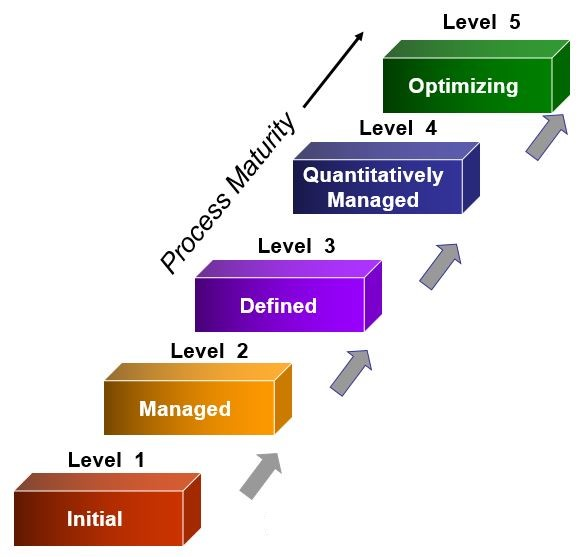 Level 5
Optimizing
Level 4
Quantitatively
Managed
Process Maturity
Level 3
Defined
Level 2
Managed
Level 1
Initial